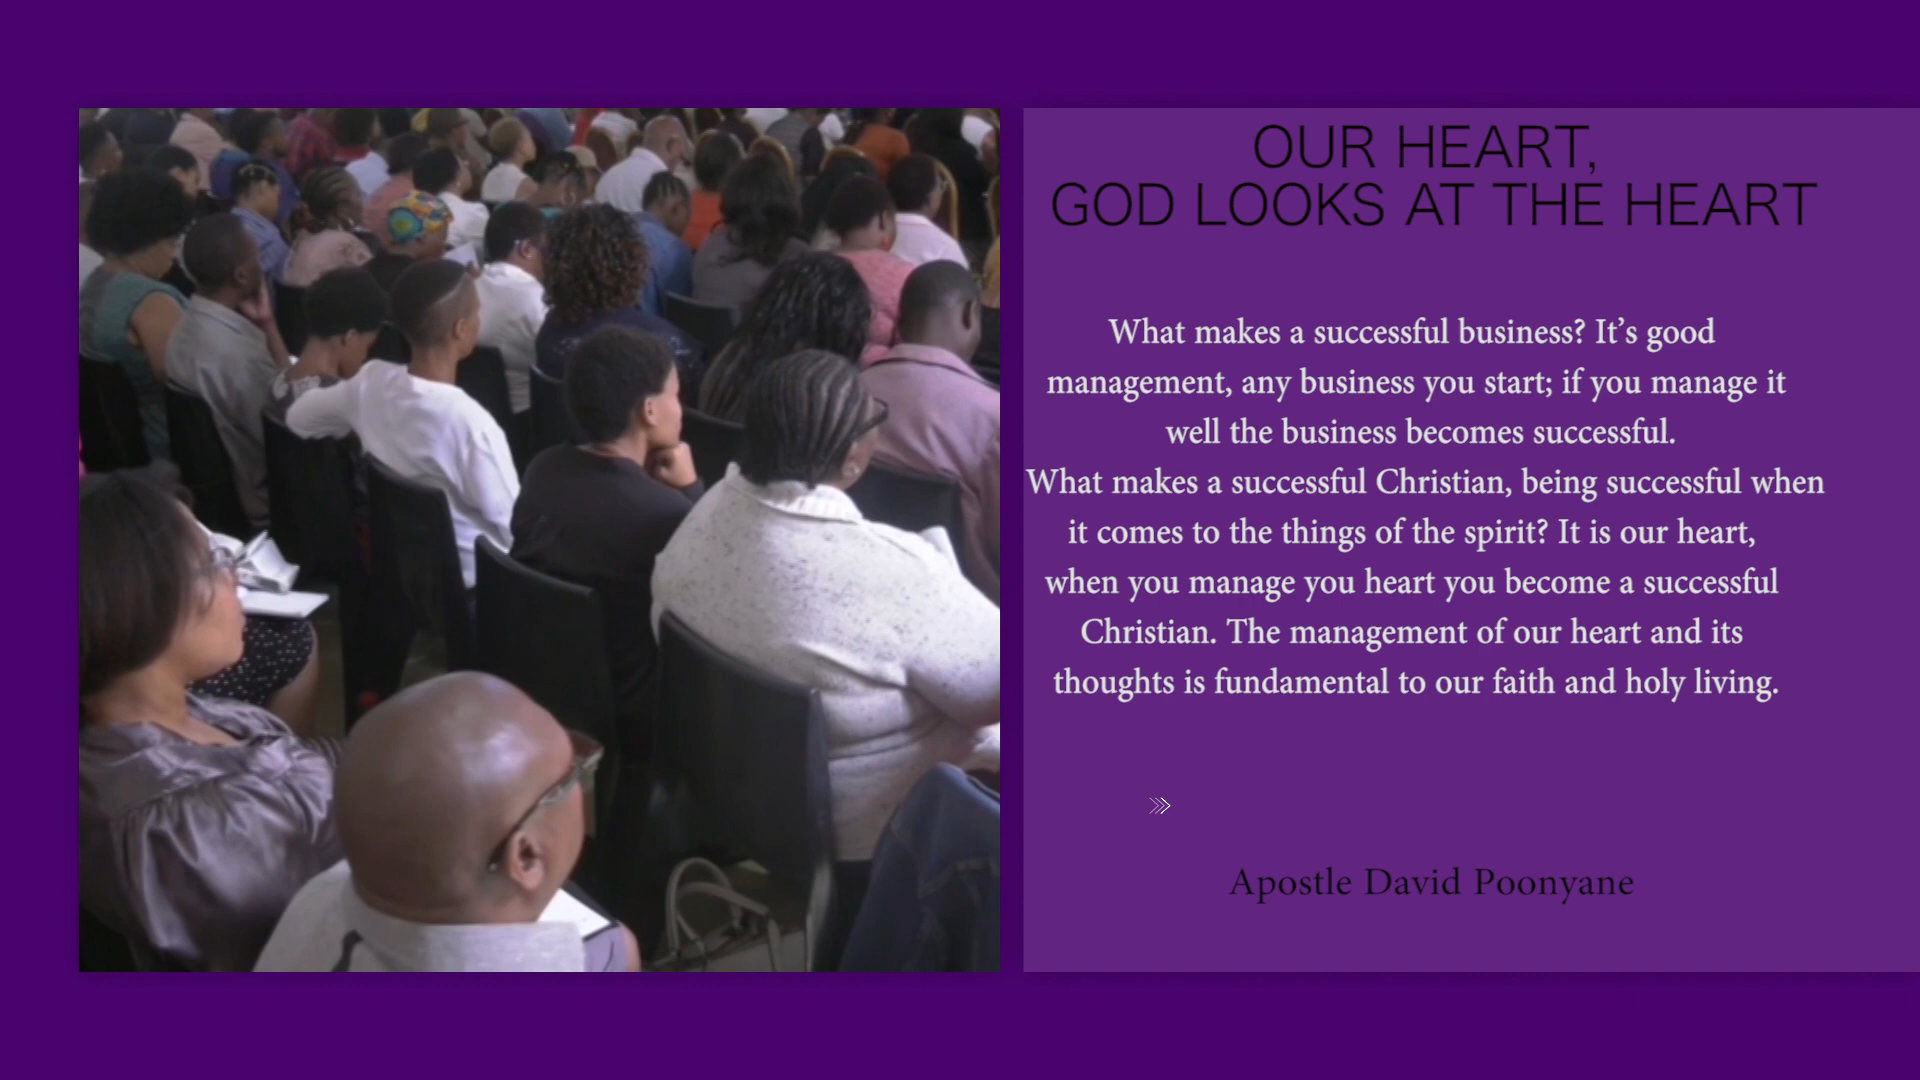 OUR HEART,
GOD LOOKS AT THE HEART
What makes a successful business? It’s good
management, any business you start; if you manage it
well the business becomes successful.
What makes a successful Christian, being successful when
it comes to the things of the spirit? It is our heart,
when you manage you heart you become a successful
Christian. The management of our heart and its
thoughts is fundamental to our faith and holy living.
Apostle David Poonyane